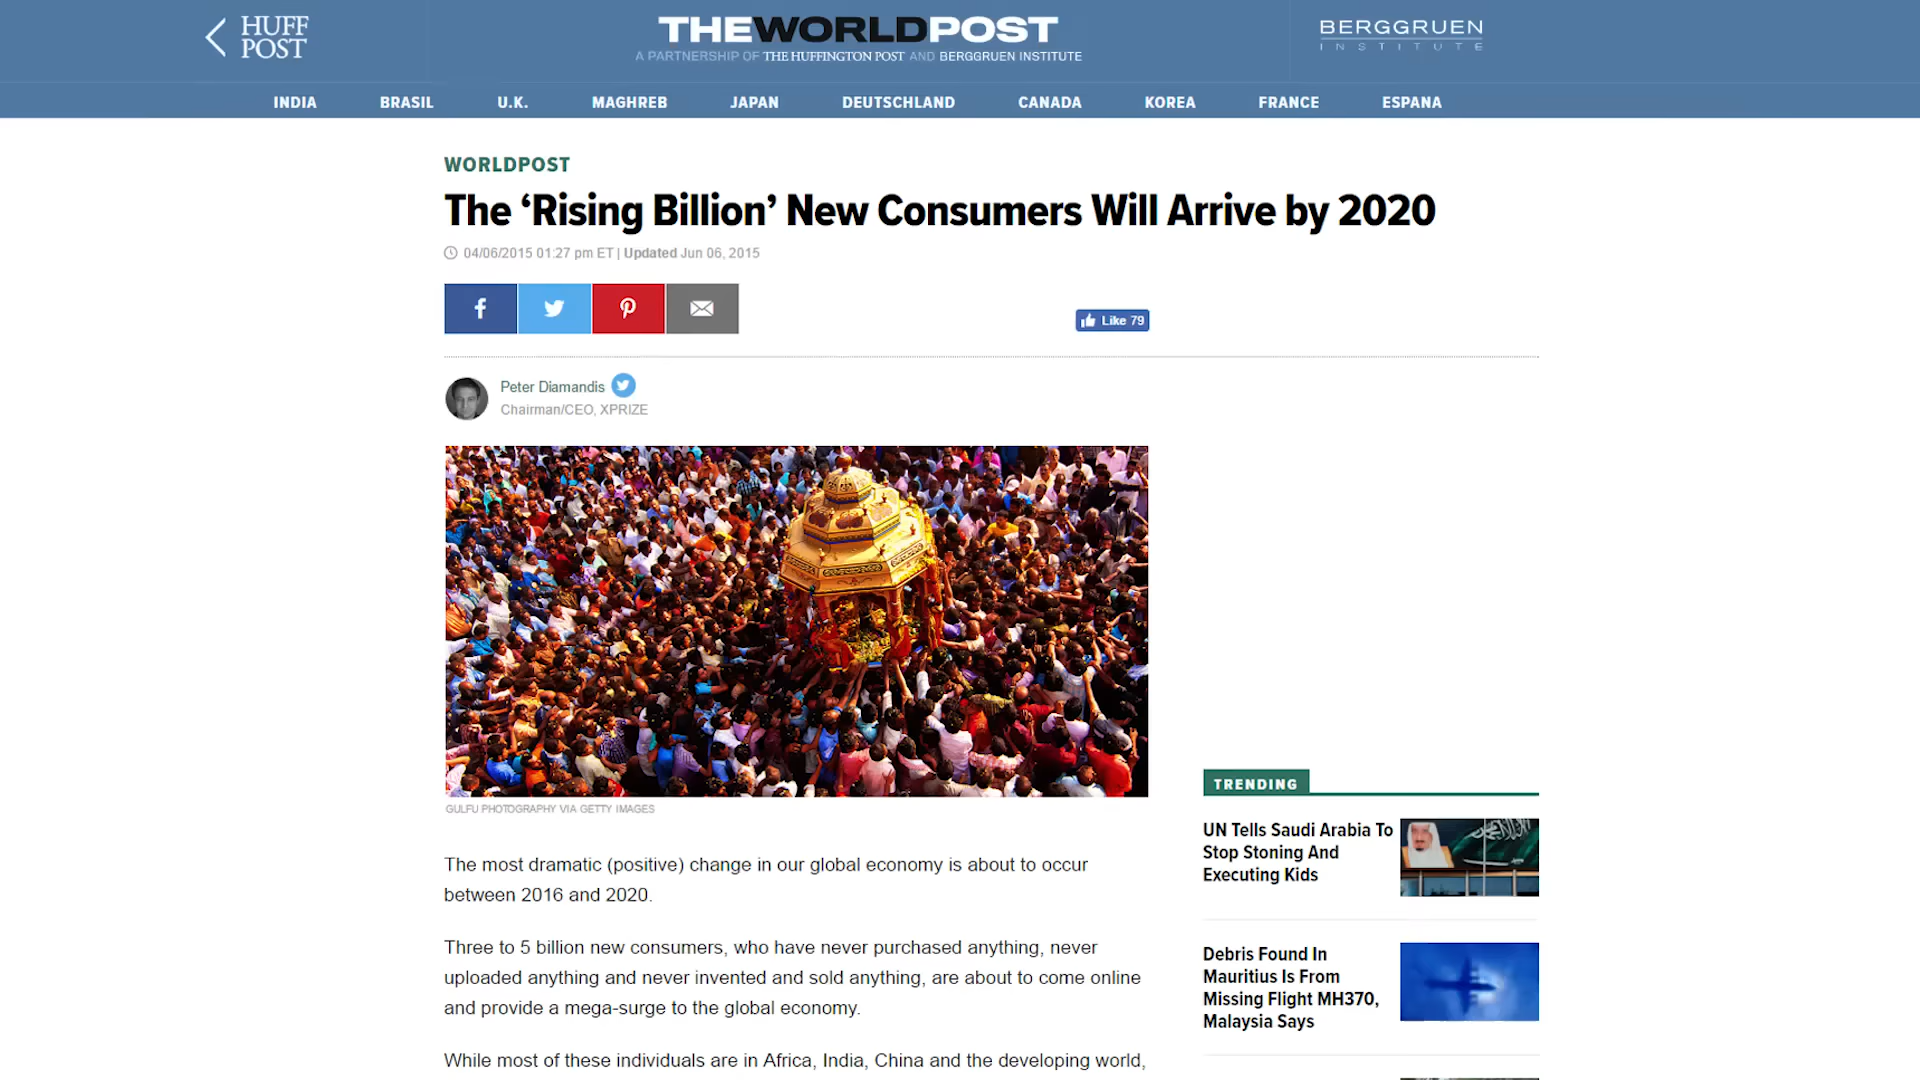 HUFF
POST
THEWORLDPOST
A PARTNERSHIP OF THE HUFFINGTON POST AND BERGGRUEN INSTITUTE
BERGGRUEN
INSTITUTE
INDIA BRASIL U.K. MAGHREB JAPAN DEUTSCHLAND CANADA KOREA FRANCE ESPANA
WORLDPOST
The ‘Rising Billion’ New Consumers Will Arrive by 2020
04/06/2015 01:27 pm ET | Updated Jun 06, 2015
Like 79
Peter Diamandis
Chairman/CEO, XPRIZE
GULFU PHOTOGRAPHY VIA GETTY IMAGES
The most dramatic (positive) change in our global economy is about to occur
between 2016 and 2020.
Three to 5 billion new consumers, who have never purchased anything, never
uploaded anything and never invented and sold anything, are about to come online
and provide a mega-surge to the global economy.
While most of these individuals are in Africa, India, China and the developing world,
TRENDING
UN Tells Saudi Arabia To
Stop Stoning And
Executing Kids
Debris Found In
Mauritius Is From
Missing Flight MH370,
Malaysia Says